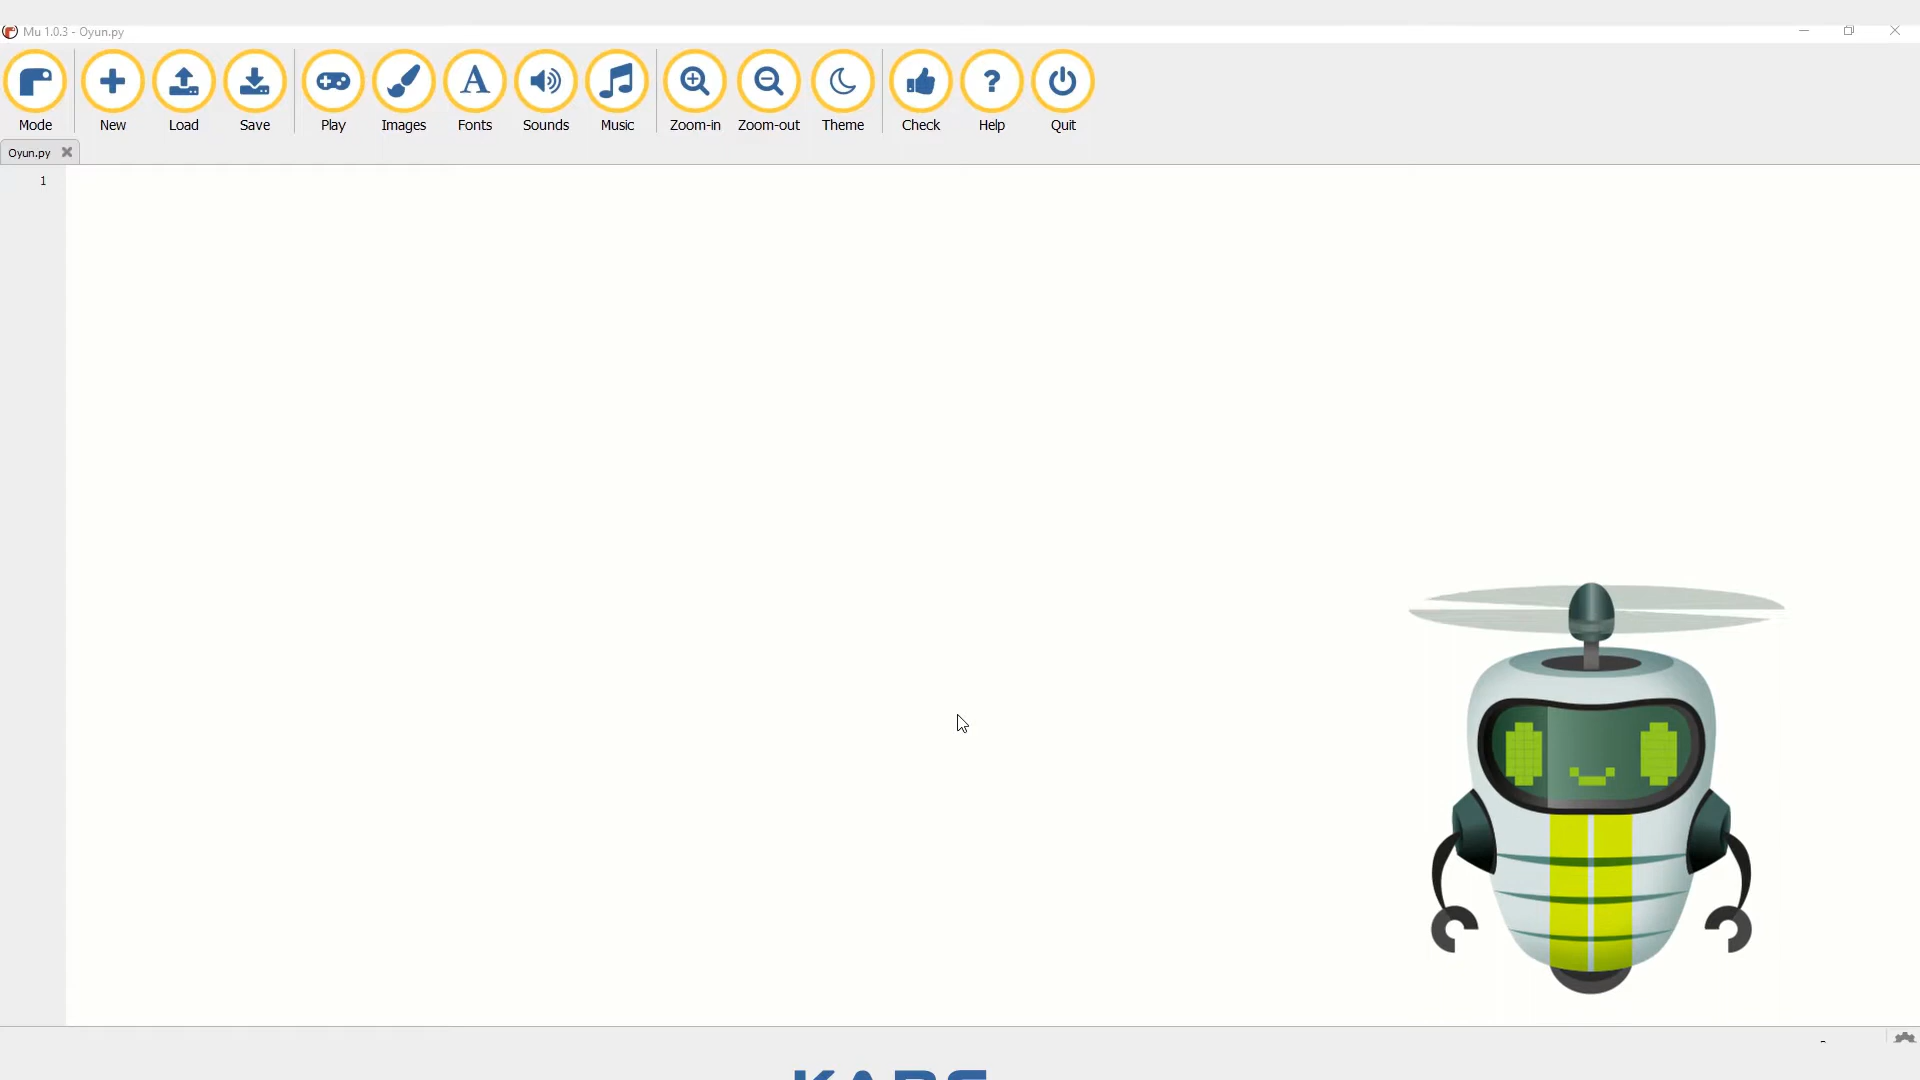 Mu 1.0.3 - Oyun.py
Mode New Load Save Play Images Fonts Sounds Music Zoom-in Zoom-out Theme Check Help Quit
Oyun.py
1